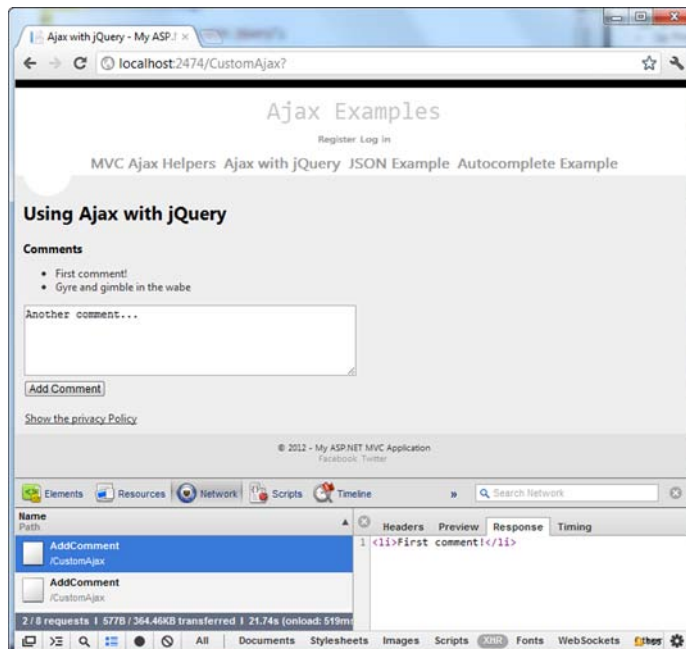 Ajax with jQuery - My ASP.
localhost:2474/CustomAjax?
Ajax Examples
Register Log in
MVC Ajax Helpers Ajax with jQuery JSON Example Autocomplete Example
Using Ajax with jQuery
Comments
• First comment!
• Gyre and gimble in the wabe
Another comment...
Add Comment
Show the privacy Policy
© 2012 - My ASP.NET MVC Application
Facebook Twitter
Elements Resources Network Scripts Timeline » Search Network
Name
Path
Headers Preview Response Timing
1 <li>First comment!</li>
AddComment
/CustomAjax
AddComment
/CustomAjax
2 / 8 requests | 577B / 364.46KB transferred | 21.74s (onload: 519ms
All Documents Stylesheets Images Scripts XHR Fonts WebSockets